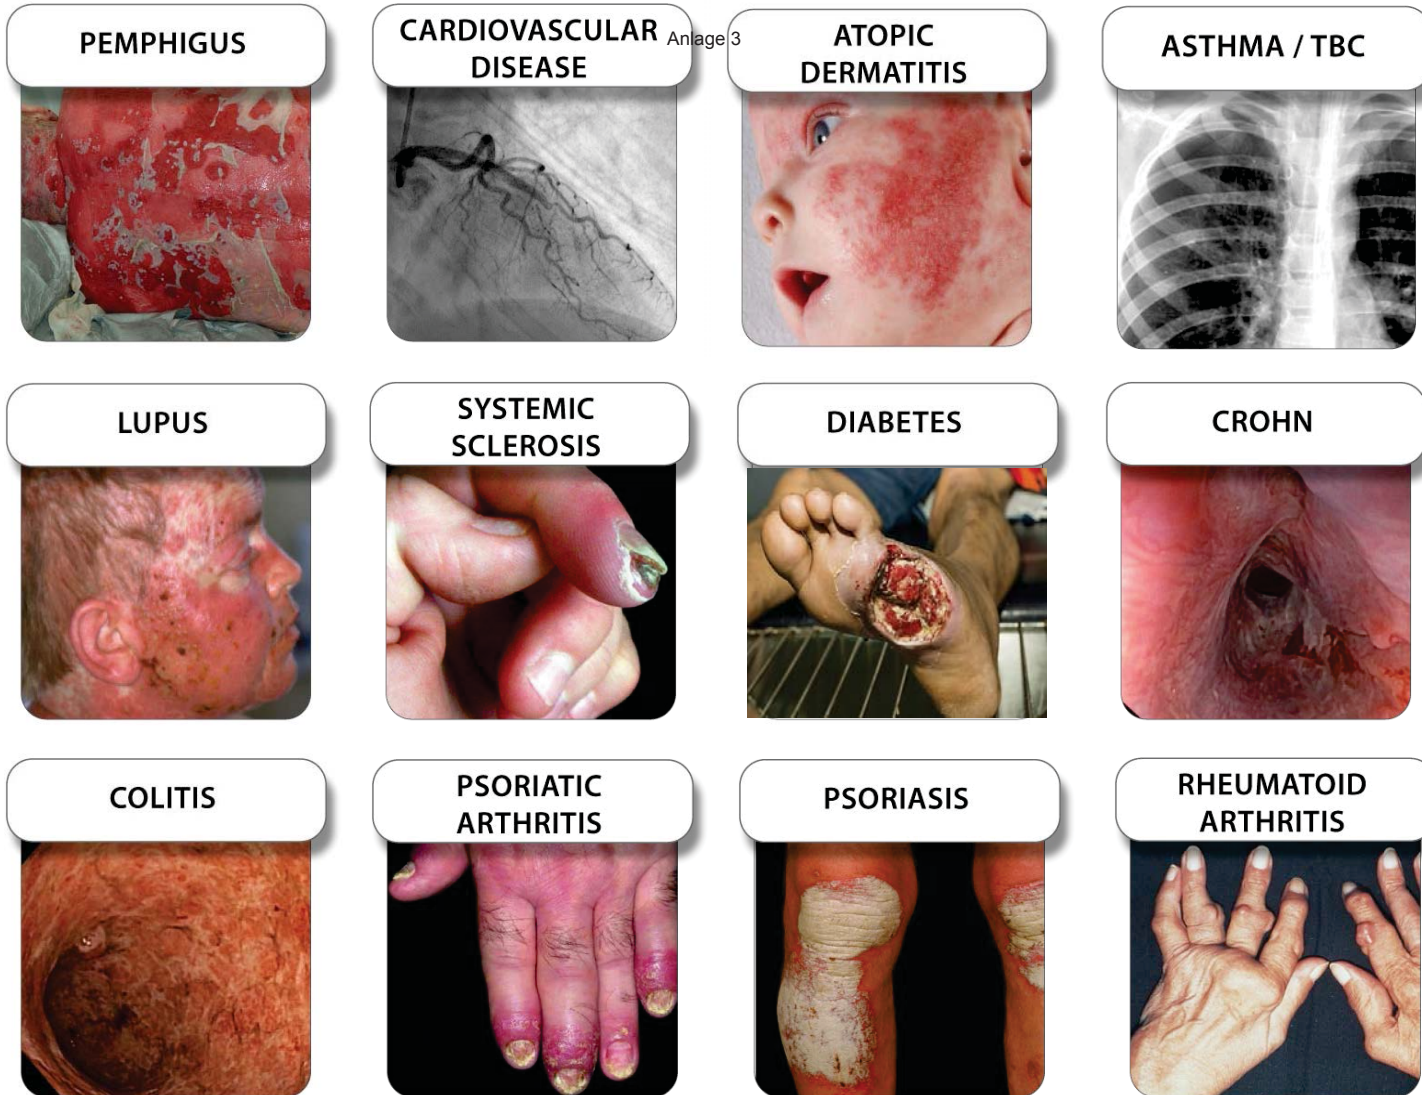 PEMPHIGUS
CARDIOVASCULAR
DISEASE
Anlage 3
ATOPIC
DERMATITIS
ASTHMA / TBC
LUPUS
SYSTEMIC
SCLEROSIS
DIABETES
CROHN
COLITIS
PSORIATIC
ARTHRITIS
PSORIASIS
RHEUMATOID
ARTHRITIS